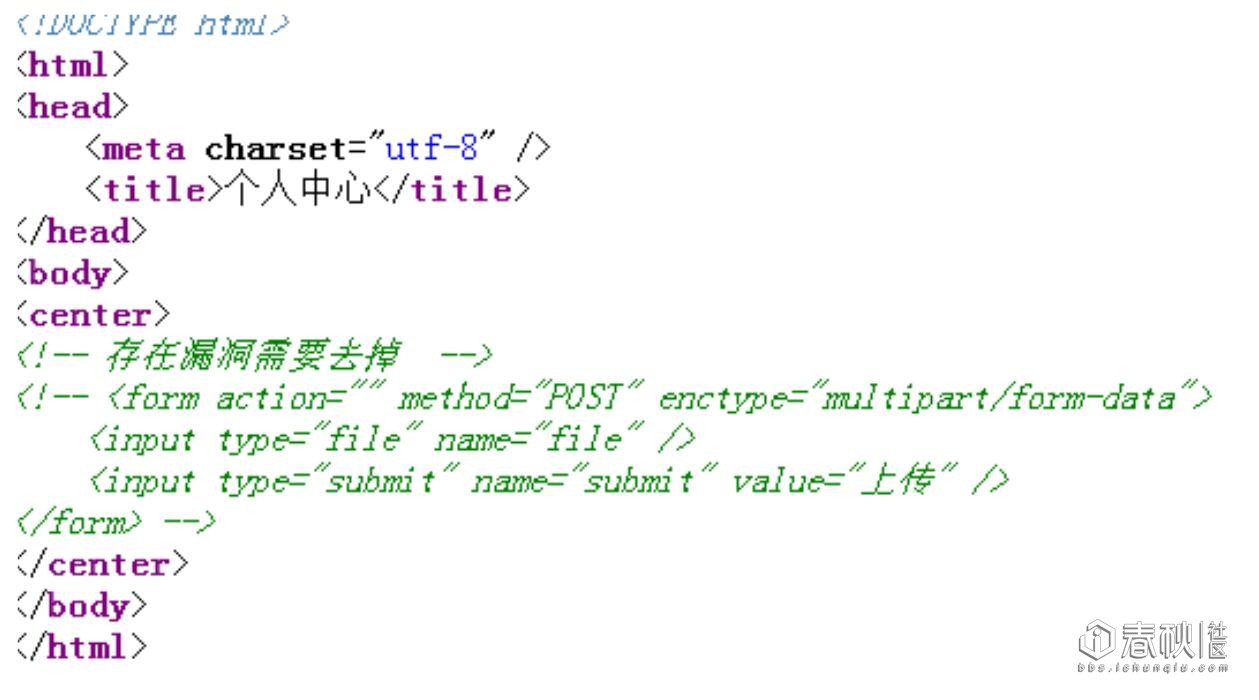 <!DOCTYPE html>
<html>
<head>
    <meta charset="utf-8" />
    <title>个人中心</title>
</head>
<body>
<center>
<!-- 存在漏洞需要去掉  -->
<!-- <form action="" method="POST" enctype="multipart/form-data">
    <input type="file" name="file" />
    <input type="submit" name="submit" value="上传" />
</form> -->
</center>
</body>
</html>
春秋社区
bbs.ichunqiu.com